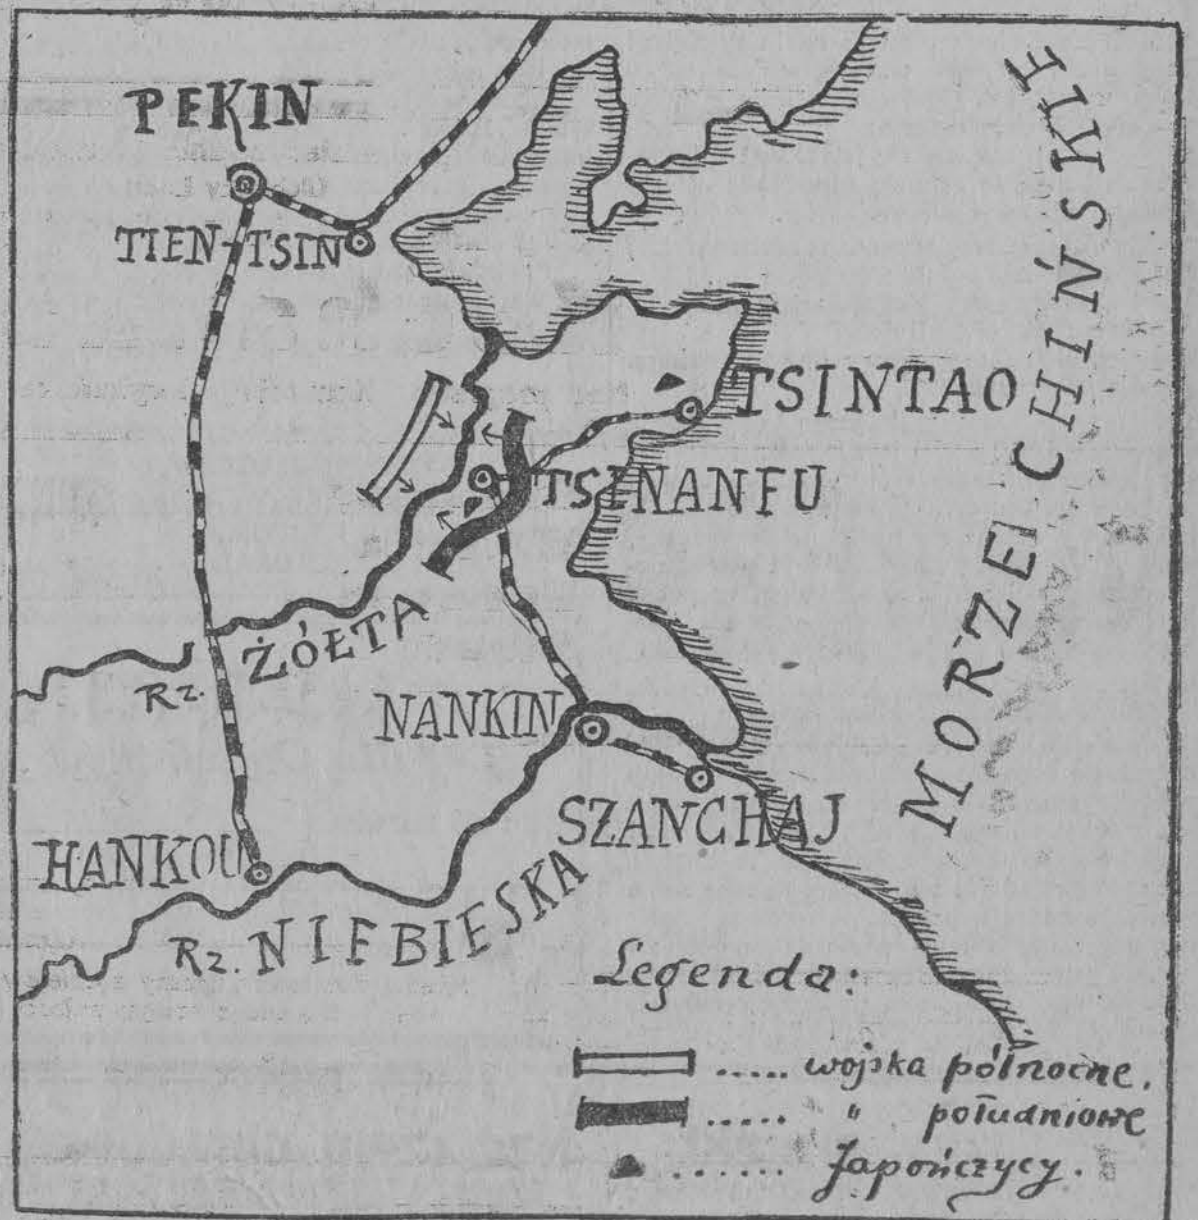 PEKIN
TIEN-TSIN
TSINTAO
TSINANFU
MORZE CHIŃSKIE
Rz. ŻÓŁTA
NANKIN
SZANCHAJ
HANKOU
Rz. NIEBIESKA
Legenda:
..... wojska północne.
..... " południowe
....... Japończycy.